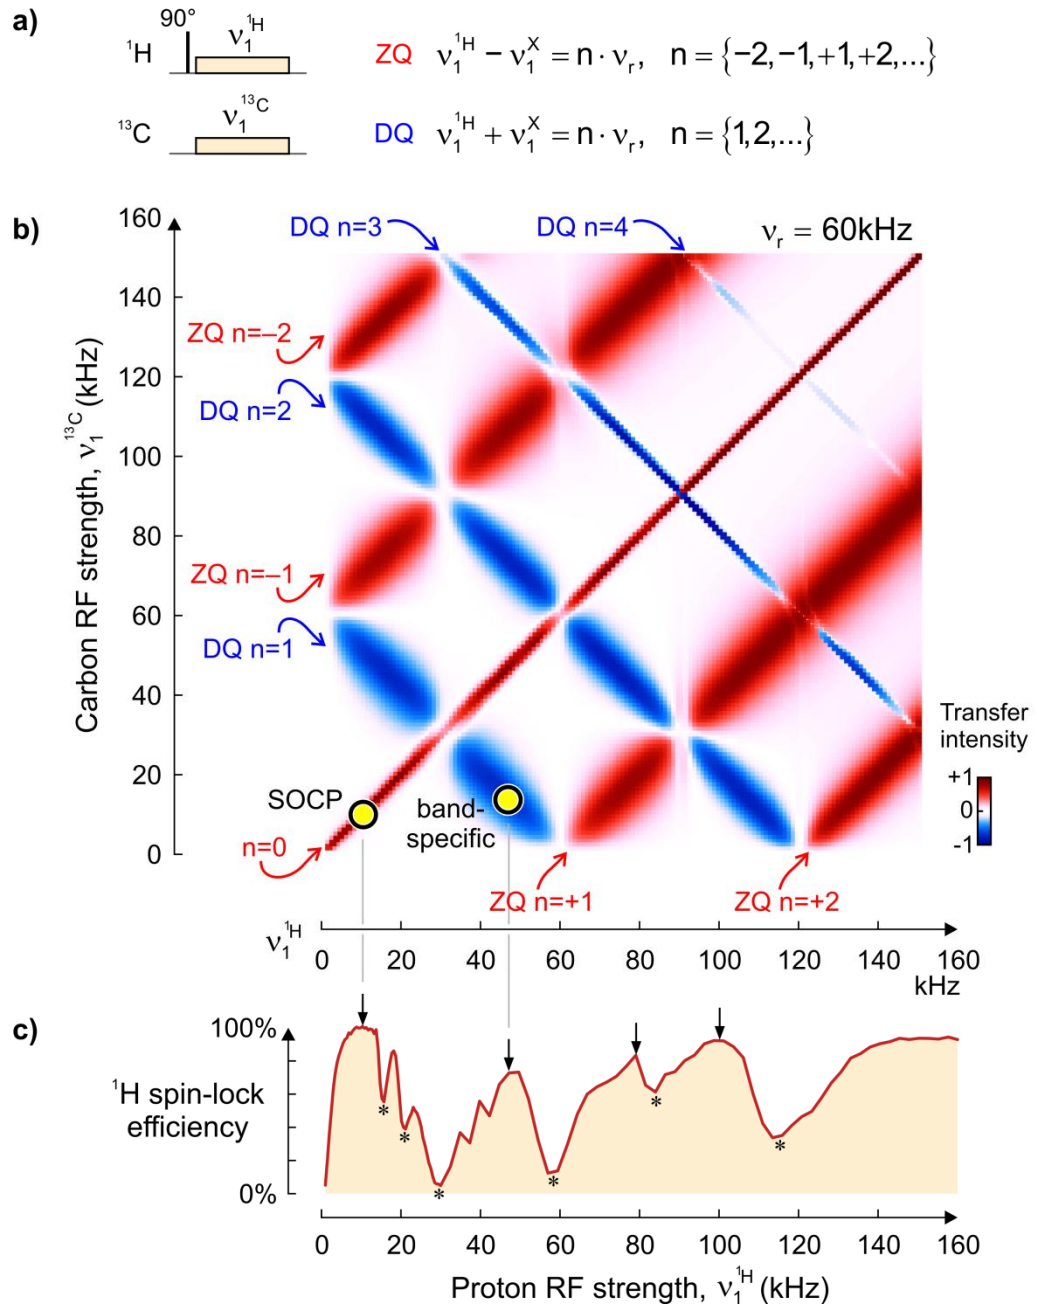 a)
90°
¹H
ν₁^¹H
ZQ ν₁^¹H − ν₁^X = n · νᵣ, n = {−2,−1,+1,+2,...}
¹³C
ν₁^¹³C
DQ ν₁^¹H + ν₁^X = n · νᵣ, n = {1,2,...}
b)
160
DQ n=3
DQ n=4
νᵣ = 60kHz
140
ZQ n=–2
120
DQ n=2
100
Carbon RF strength, ν₁^¹³C (kHz)
80
ZQ n=–1
60
DQ n=1
40
Transfer
intensity
20
SOCP
band-
specific
+1
0
-1
0
n=0
ZQ n=+1
ZQ n=+2
ν₁^¹H
0 20 40 60 80 100 120 140 160
kHz
c)
100%
¹H spin-lock
efficiency
* * * * * *
0%
0 20 40 60 80 100 120 140 160
Proton RF strength, ν₁^¹H (kHz)